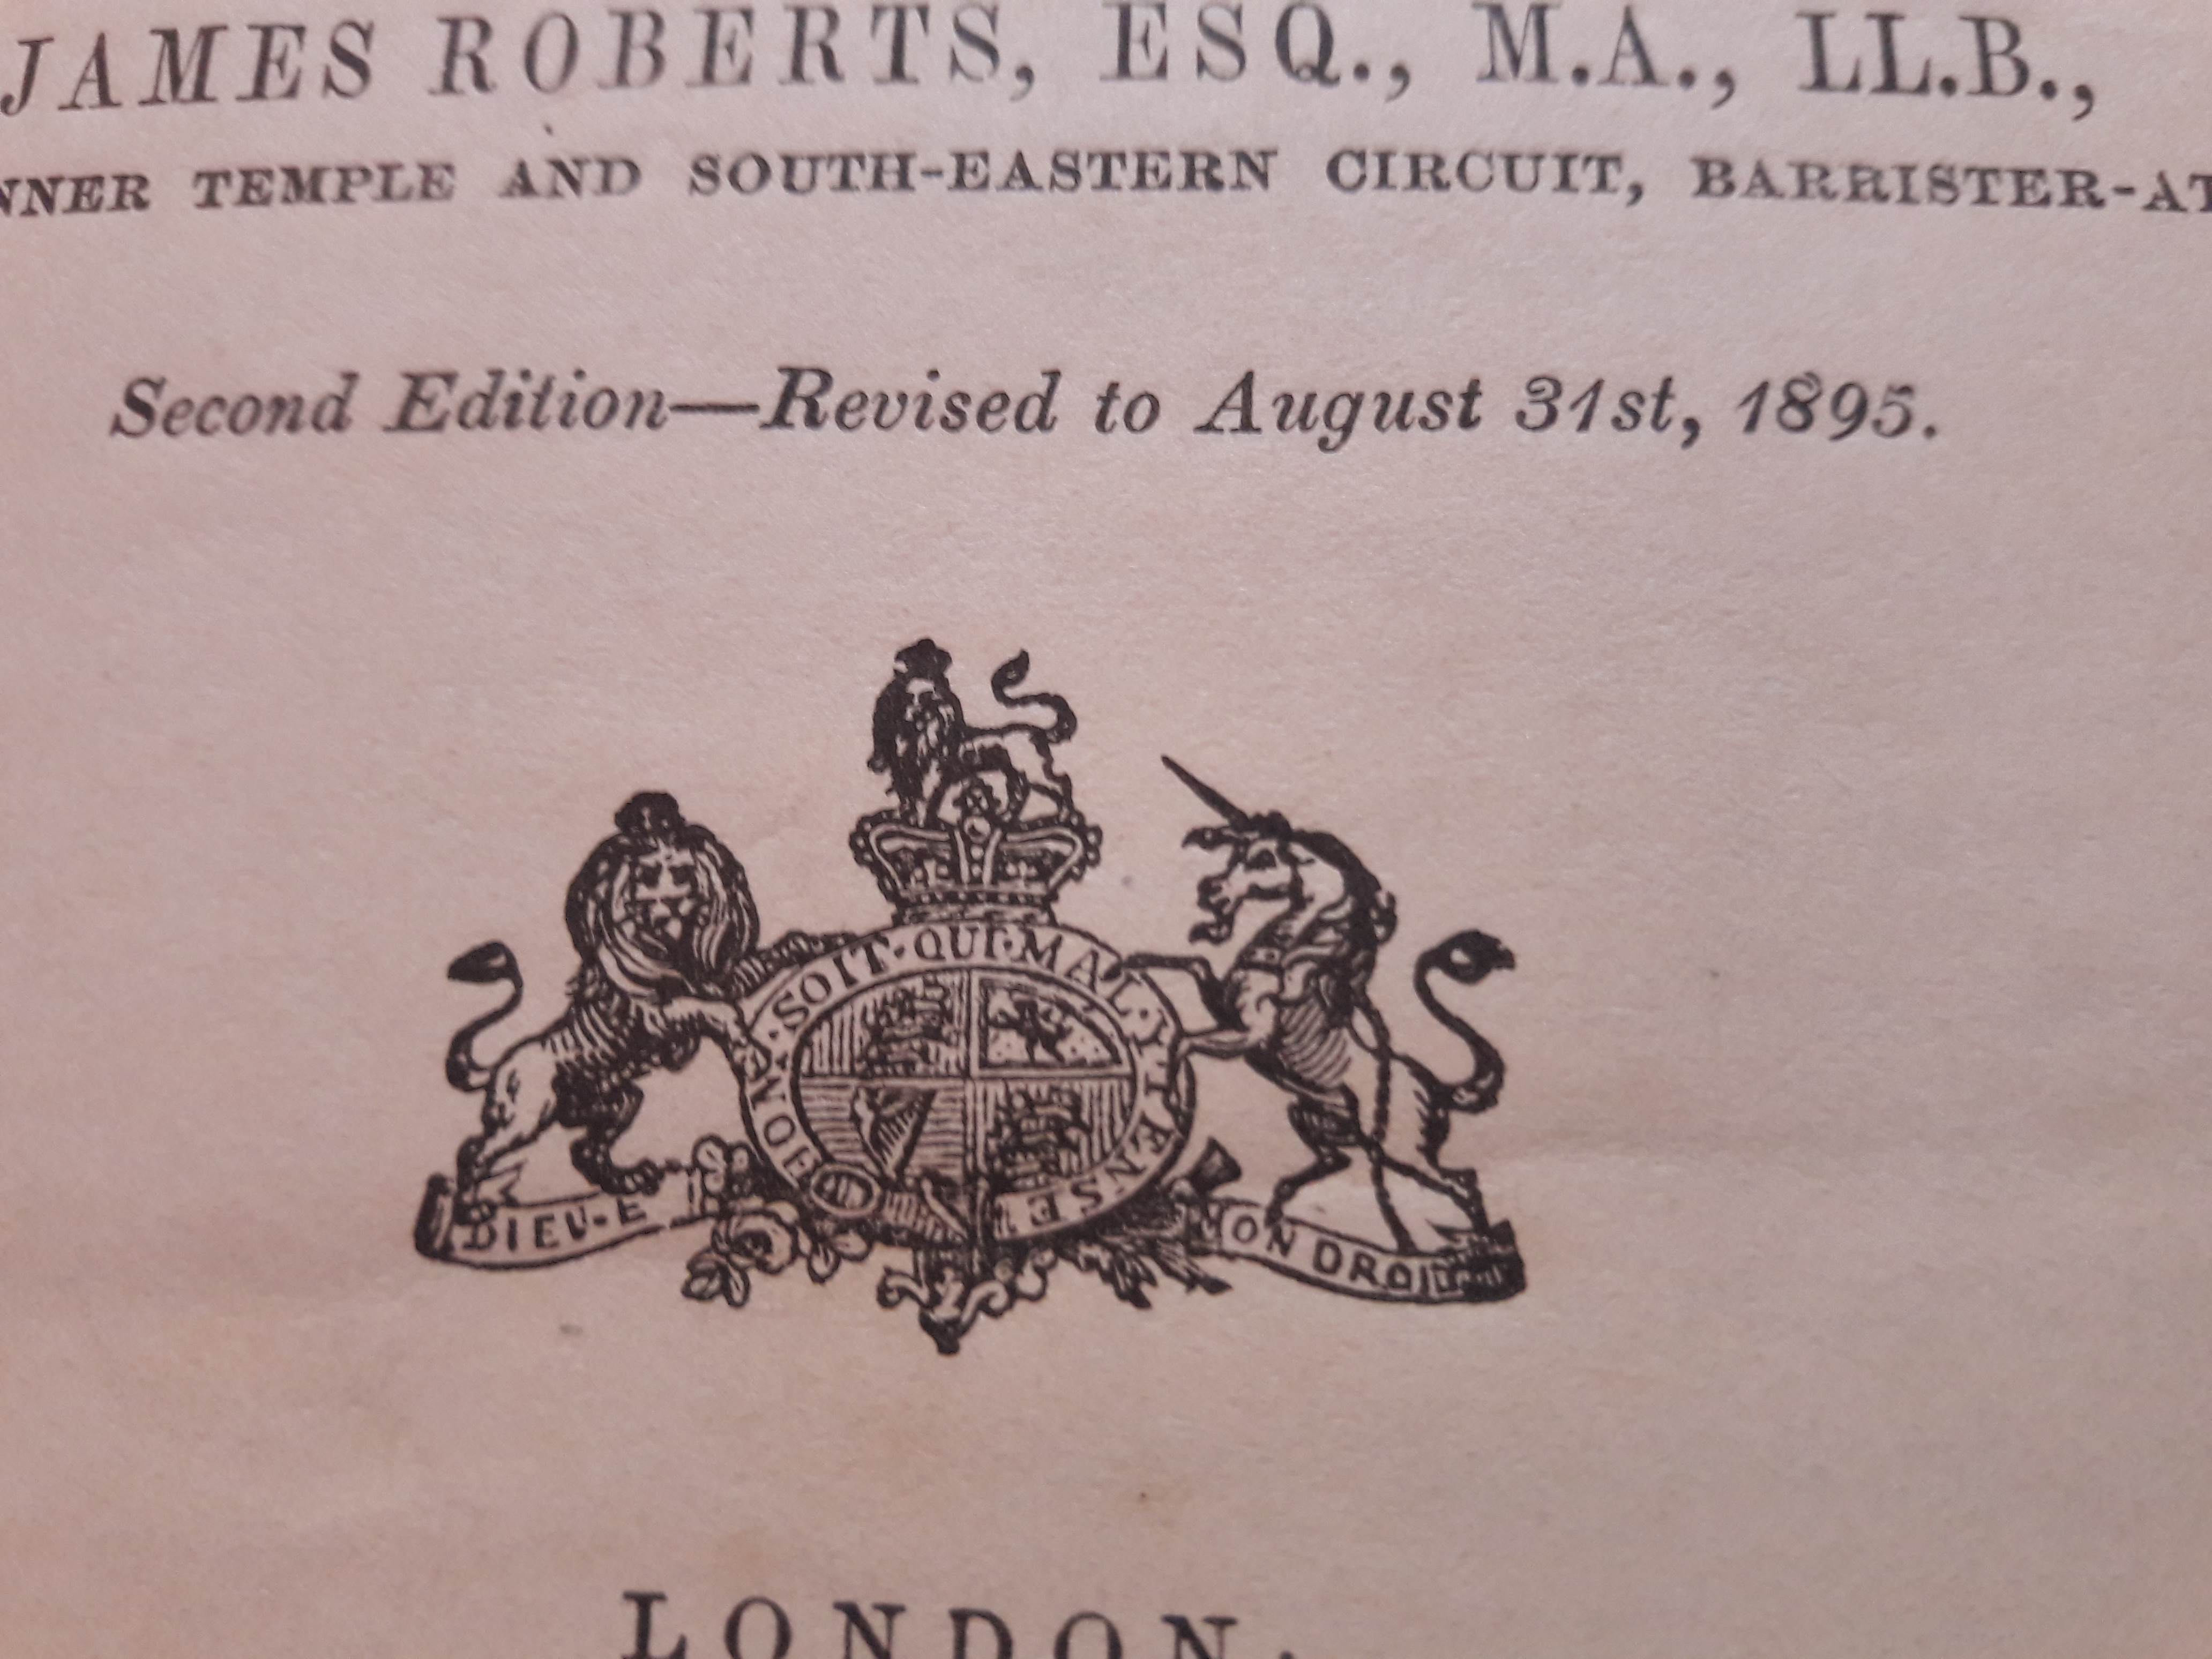 JAMES ROBERTS, ESQ., M.A., LL.B.,
NNER TEMPLE AND SOUTH-EASTERN CIRCUIT, BARRISTER-AT
Second Edition—Revised to August 31st, 1895.
HONI·SOIT·QUI·MAL·Y·PENSE
DIEU·E
MON DROIT
LONDON: